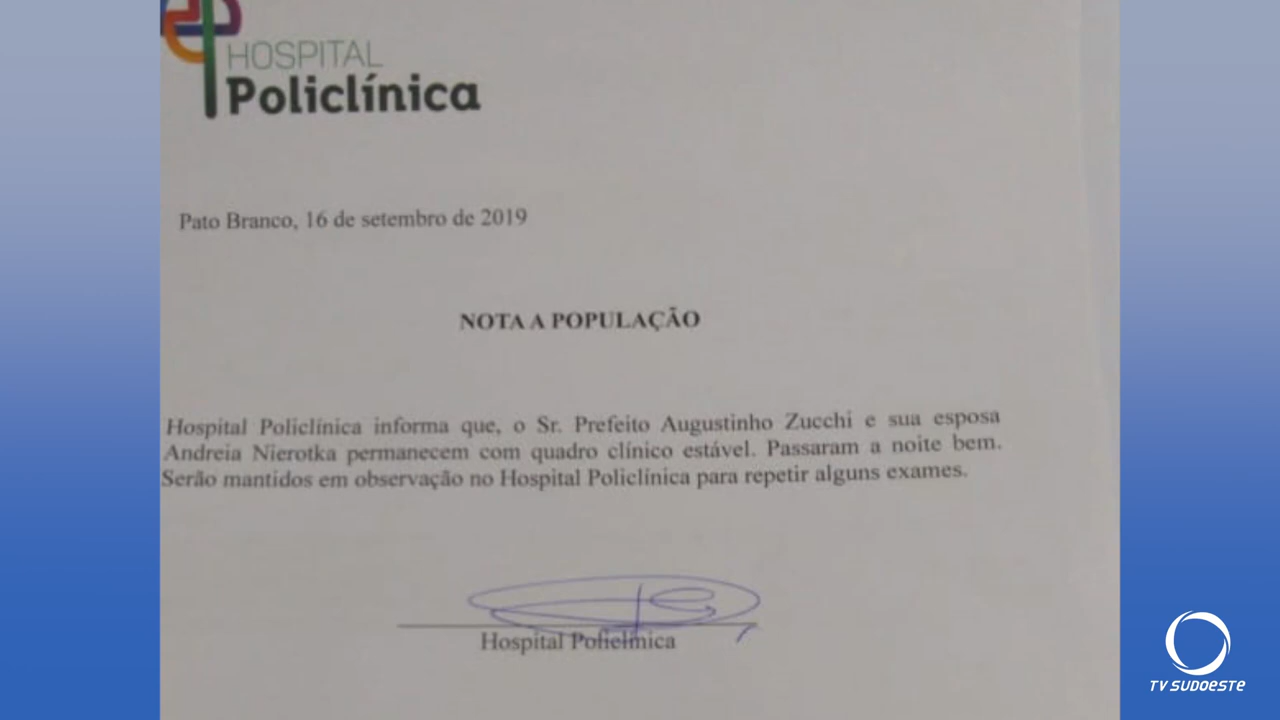 HOSPITAL
Policlínica
Pato Branco, 16 de setembro de 2019
NOTA A POPULAÇÃO
Hospital Policlínica informa que, o Sr. Prefeito Augustinho Zucchi e sua esposa
Andreia Nierotka permanecem com quadro clínico estável. Passaram a noite bem.
Serão mantidos em observação no Hospital Policlínica para repetir alguns exames.
Hospital Policlínica
TV SUDOESTE